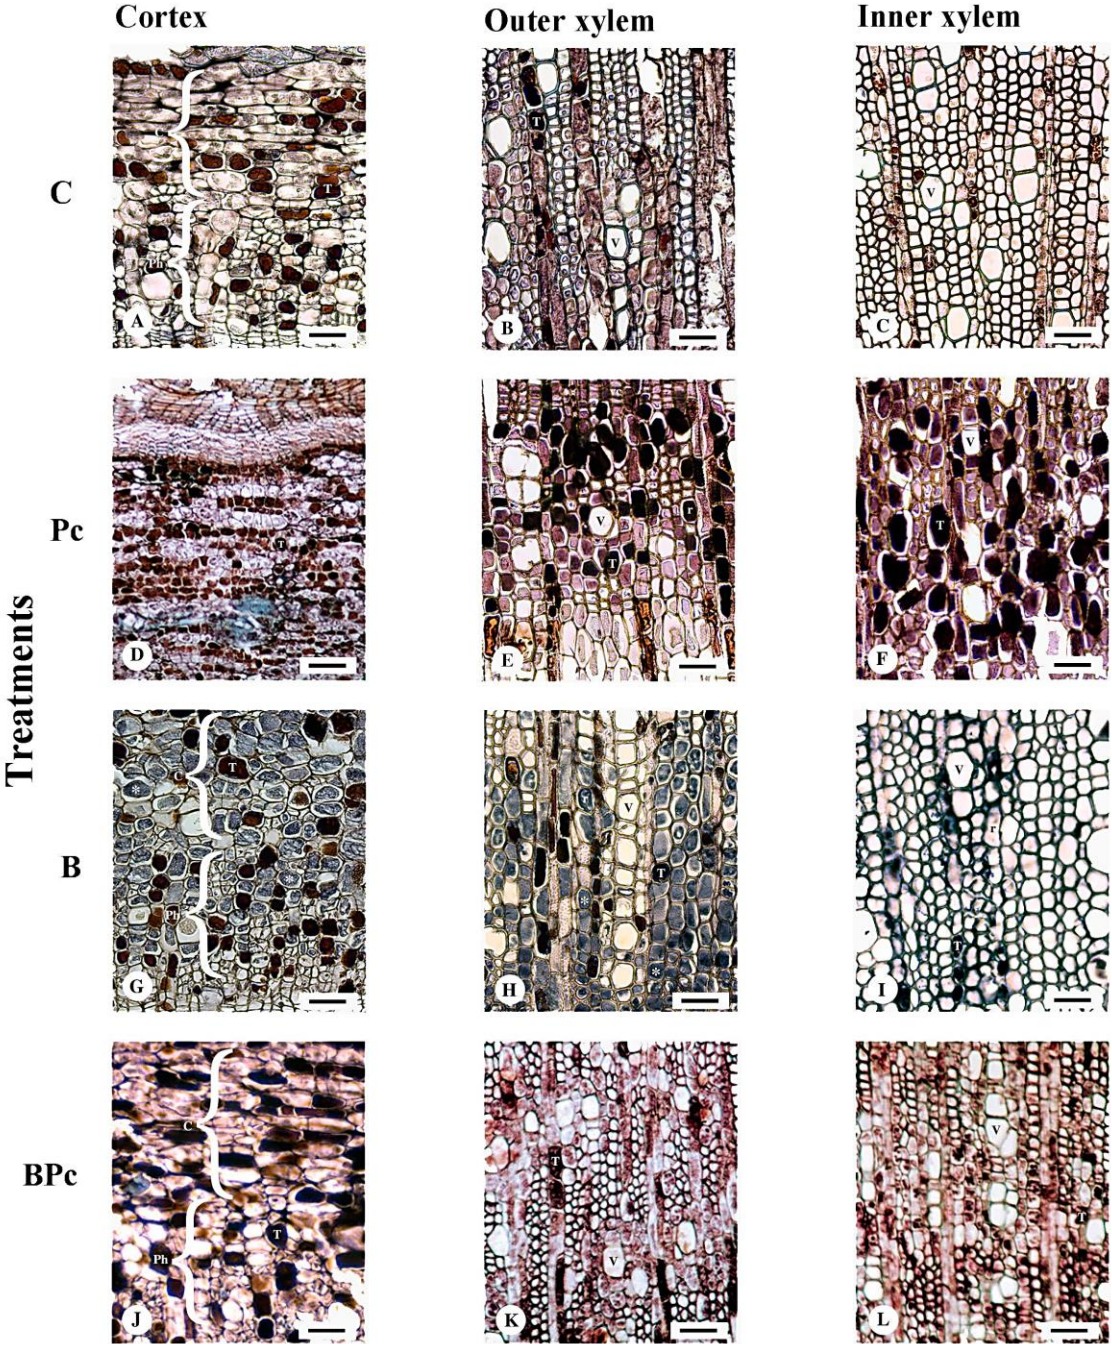 Cortex Outer xylem Inner xylem
Treatments
C
C T Ph A
T V B
V r T C
Pc
T D
V r T E
V T F
B
C T * * Ph G
r V T * * H
V r T I
BPc
C T Ph J
T V K
V T L